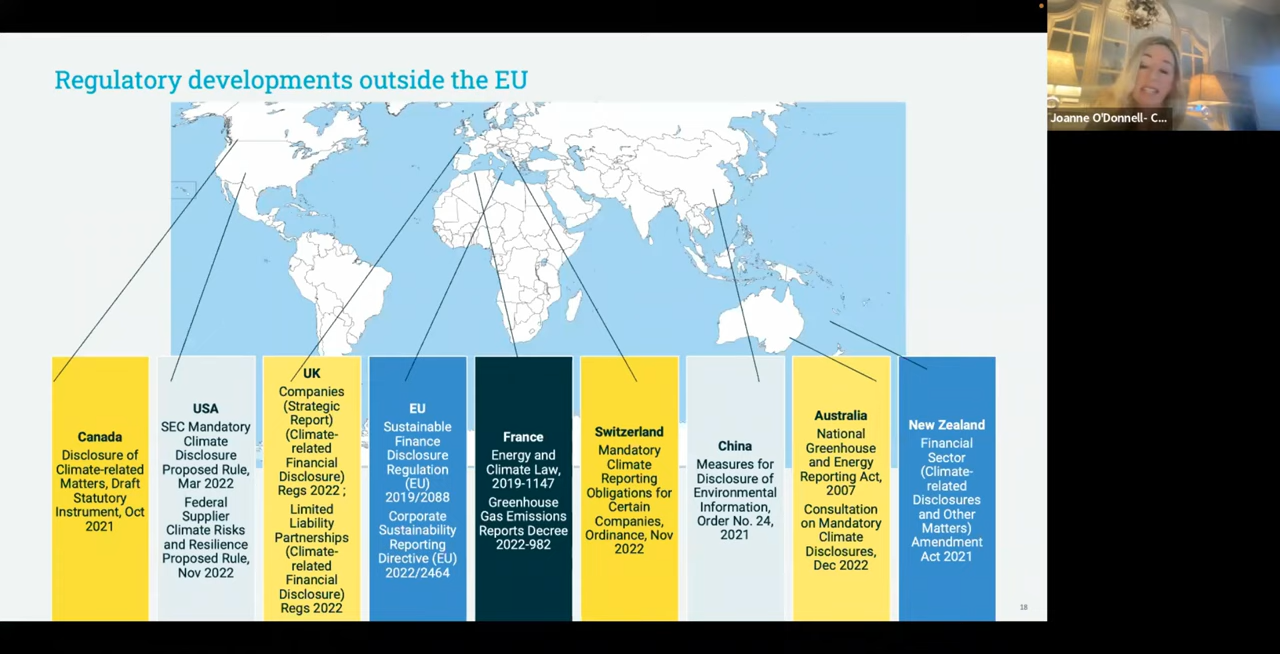 Regulatory developments outside the EU
Joanne O'Donnell- C...
Canada
Disclosure of
Climate-related
Matters, Draft
Statutory
Instrument, Oct
2021
USA
SEC Mandatory
Climate
Disclosure
Proposed Rule,
Mar 2022
Federal
Supplier
Climate Risks
and Resilience
Proposed Rule,
Nov 2022
UK
Companies
(Strategic
Report)
(Climate-
related
Financial
Disclosure)
Regs 2022 ;
Limited
Liability
Partnerships
(Climate-
related
Financial
Disclosure)
Regs 2022
EU
Sustainable
Finance
Disclosure
Regulation
(EU)
2019/2088
Corporate
Sustainability
Reporting
Directive (EU)
2022/2464
France
Energy and
Climate Law,
2019-1147
Greenhouse
Gas Emissions
Reports Decree
2022-982
Switzerland
Mandatory
Climate
Reporting
Obligations for
Certain
Companies,
Ordinance, Nov
2022
China
Measures for
Disclosure of
Environmental
Information,
Order No. 24,
2021
Australia
National
Greenhouse
and Energy
Reporting Act,
2007
Consultation
on Mandatory
Climate
Disclosures,
Dec 2022
New Zealand
Financial
Sector
(Climate-
related
Disclosures
and Other
Matters)
Amendment
Act 2021
18